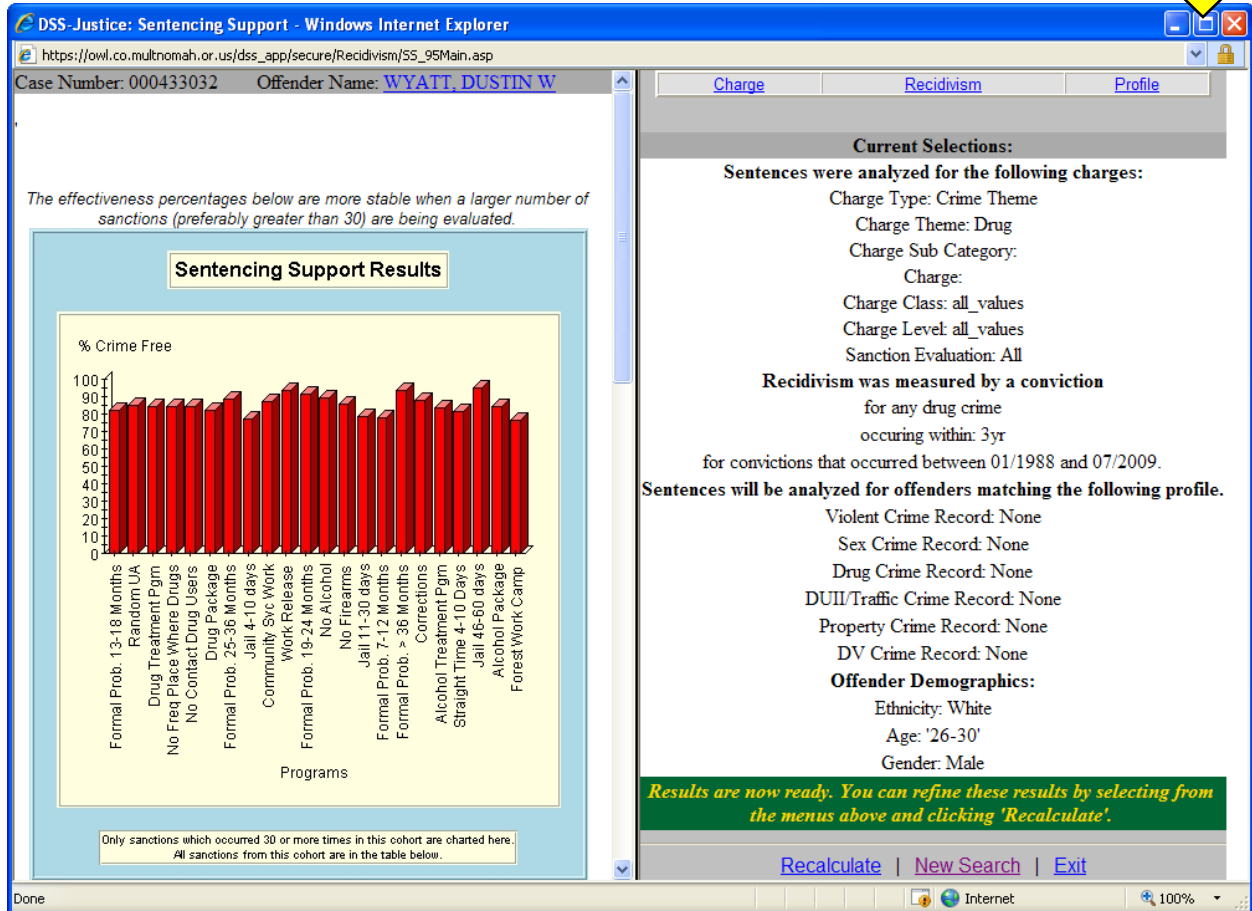 DSS-Justice: Sentencing Support - Windows Internet Explorer
https://owl.co.multnomah.or.us/dss_app/secure/Recidivism/SS_95Main.asp
Case Number: 000433032 Offender Name: WYATT, DUSTIN W
'
The effectiveness percentages below are more stable when a larger number of
sanctions (preferably greater than 30) are being evaluated.
Sentencing Support Results
% Crime Free
100
90
80
70
60
50
40
30
20
10
0
Formal Prob. 13-18 Months
Random UA
Drug Treatment Pgm
No Freq Place Where Drugs
No Contact Drug Users
Drug Package
Formal Prob. 25-36 Months
Jail 4-10 days
Community Svc Work
Work Release
Formal Prob. 19-24 Months
No Alcohol
No Firearms
Jail 11-30 days
Formal Prob. 7-12 Months
Formal Prob. > 36 Months
Corrections
Alcohol Treatment Pgm
Straight Time 4-10 Days
Jail 46-60 days
Alcohol Package
Forest Work Camp
Programs
Only sanctions which occurred 30 or more times in this cohort are charted here.
All sanctions from this cohort are in the table below.
Charge Recidivism Profile
Current Selections:
Sentences were analyzed for the following charges:
Charge Type: Crime Theme
Charge Theme: Drug
Charge Sub Category:
Charge:
Charge Class: all_values
Charge Level: all_values
Sanction Evaluation: All
Recidivism was measured by a conviction
for any drug crime
occuring within: 3yr
for convictions that occurred between 01/1988 and 07/2009.
Sentences will be analyzed for offenders matching the following profile.
Violent Crime Record: None
Sex Crime Record: None
Drug Crime Record: None
DUII/Traffic Crime Record: None
Property Crime Record: None
DV Crime Record: None
Offender Demographics:
Ethnicity: White
Age: '26-30'
Gender: Male
Results are now ready. You can refine these results by selecting from
the menus above and clicking 'Recalculate'.
Recalculate | New Search | Exit
Done
Internet
100%